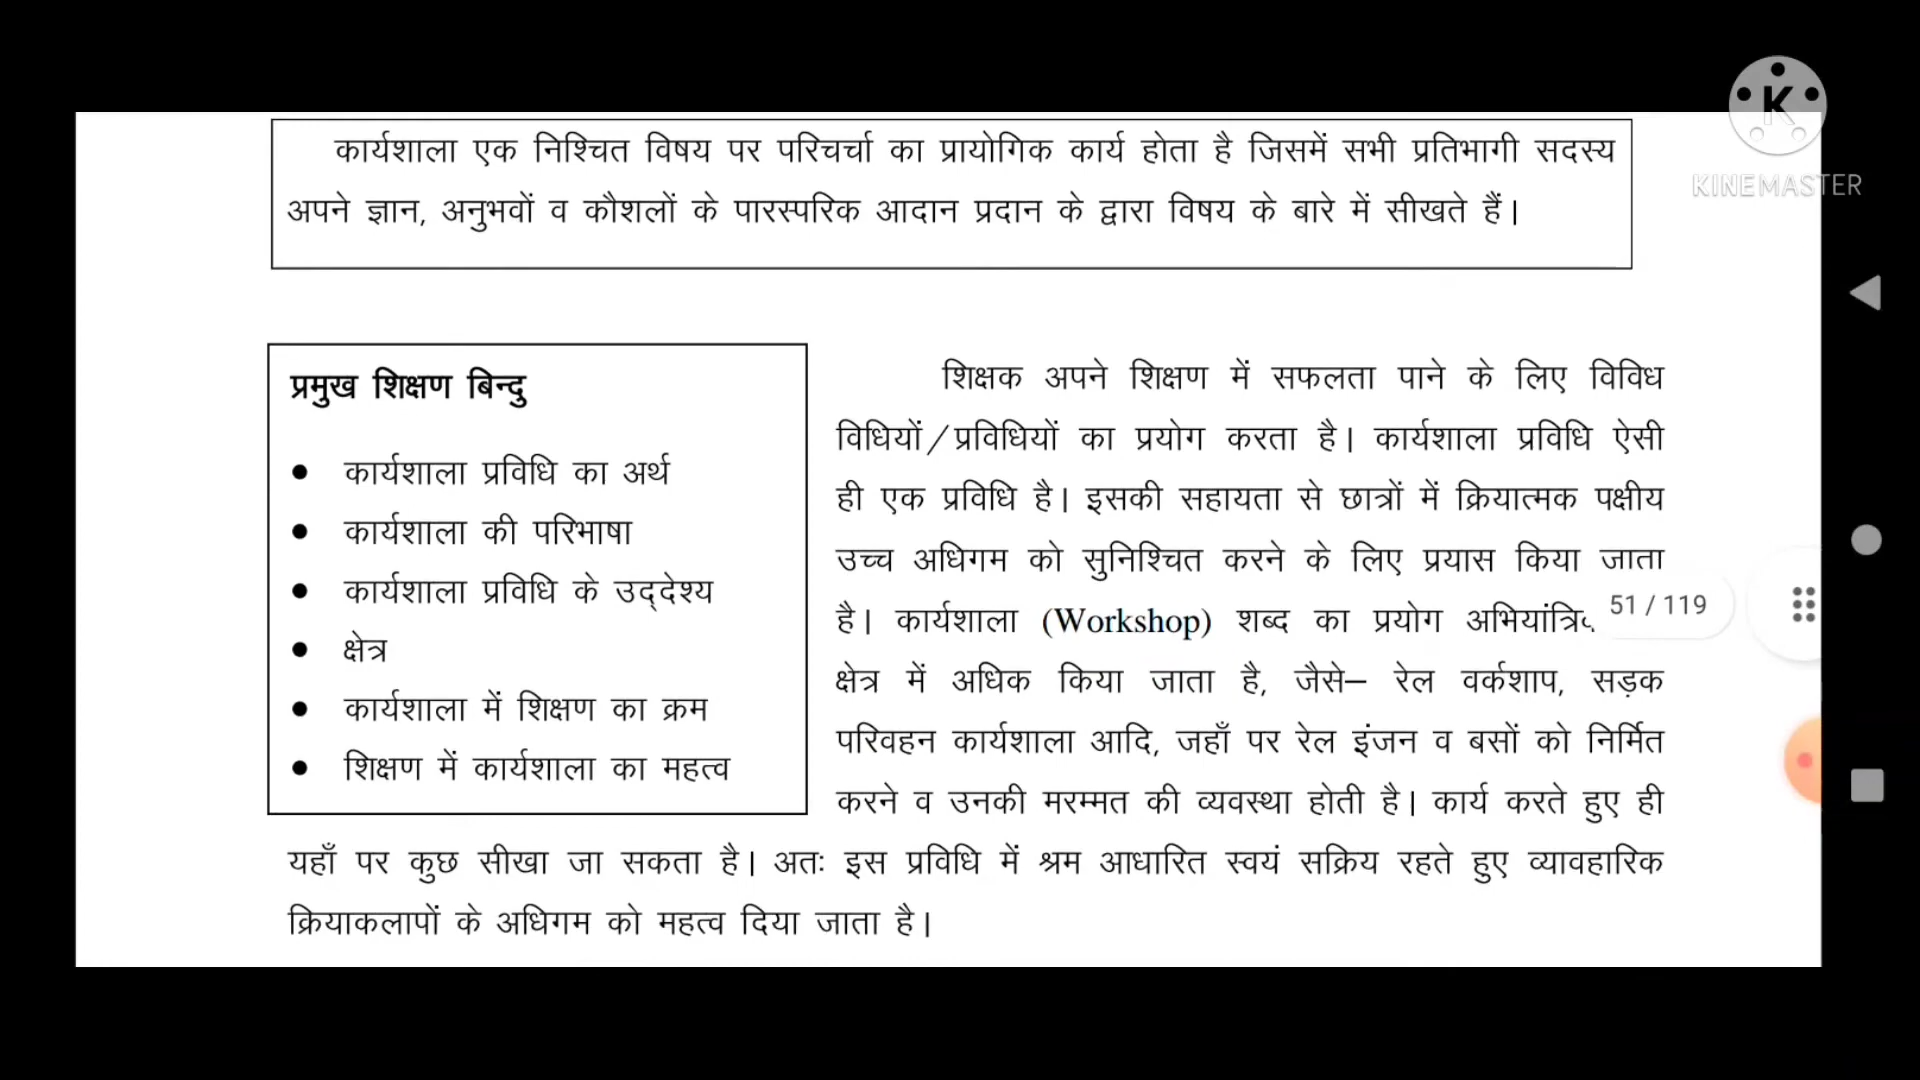 कार्यशाला एक निश्चित विषय पर परिचर्चा का प्रायोगिक कार्य होता है जिसमें सभी प्रतिभागी सदस्य
अपने ज्ञान, अनुभवों व कौशलों के पारस्परिक आदान प्रदान के द्वारा विषय के बारे में सीखते हैं।
K
KINEMASTER
प्रमुख शिक्षण बिन्दु
● कार्यशाला प्रविधि का अर्थ
● कार्यशाला की परिभाषा
● कार्यशाला प्रविधि के उद्देश्य
● क्षेत्र
● कार्यशाला में शिक्षण का क्रम
● शिक्षण में कार्यशाला का महत्व
शिक्षक अपने शिक्षण में सफलता पाने के लिए विविध
विधियों/प्रविधियों का प्रयोग करता है। कार्यशाला प्रविधि ऐसी
ही एक प्रविधि है। इसकी सहायता से छात्रों में क्रियात्मक पक्षीय
उच्च अधिगम को सुनिश्चित करने के लिए प्रयास किया जाता
है। कार्यशाला (Workshop) शब्द का प्रयोग
51 / 119
क्षेत्र में अधिक किया जाता है, जैसे– रेल वर्कशाप, सड़क
परिवहन कार्यशाला आदि, जहाँ पर रेल इंजन व बसों को निर्मित
करने व उनकी मरम्मत की व्यवस्था होती है। कार्य करते हुए ही
यहाँ पर कुछ सीखा जा सकता है। अतः इस प्रविधि में श्रम आधारित स्वयं सक्रिय रहते हुए व्यावहारिक
क्रियाकलापों के अधिगम को महत्व दिया जाता है।